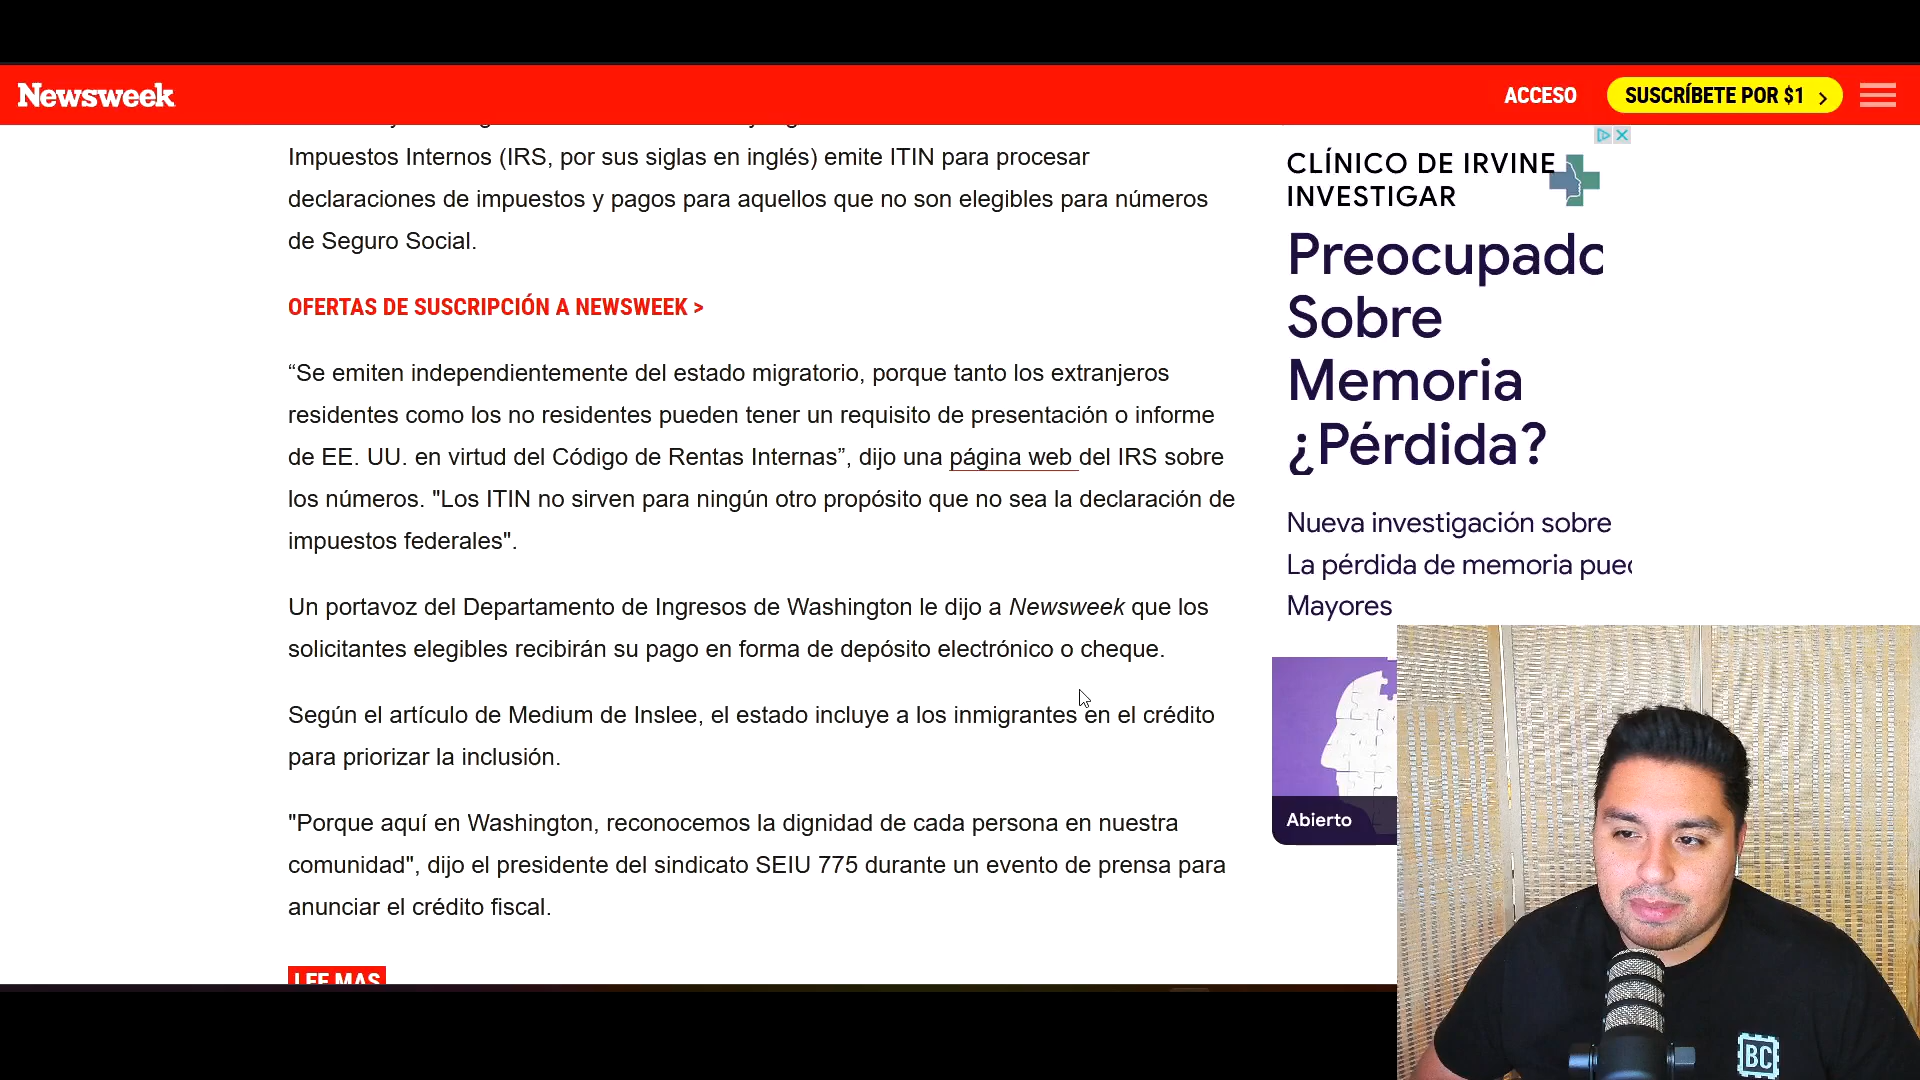 Newsweek
ACCESO
SUSCRÍBETE POR $1
Impuestos Internos (IRS, por sus siglas en inglés) emite ITIN para procesar
declaraciones de impuestos y pagos para aquellos que no son elegibles para números
de Seguro Social.
OFERTAS DE SUSCRIPCIÓN A NEWSWEEK >
“Se emiten independientemente del estado migratorio, porque tanto los extranjeros
residentes como los no residentes pueden tener un requisito de presentación o informe
de EE. UU. en virtud del Código de Rentas Internas”, dijo una página web del IRS sobre
los números. "Los ITIN no sirven para ningún otro propósito que no sea la declaración de
impuestos federales".
Un portavoz del Departamento de Ingresos de Washington le dijo a Newsweek que los
solicitantes elegibles recibirán su pago en forma de depósito electrónico o cheque.
Según el artículo de Medium de Inslee, el estado incluye a los inmigrantes en el crédito
para priorizar la inclusión.
"Porque aquí en Washington, reconocemos la dignidad de cada persona en nuestra
comunidad", dijo el presidente del sindicato SEIU 775 durante un evento de prensa para
anunciar el crédito fiscal.
LEE MAS
CLÍNICO DE IRVINE
INVESTIGAR
Preocupado
Sobre
Memoria
¿Pérdida?
Nueva investigación sobre
La pérdida de memoria
Mayores
Abierto
BC